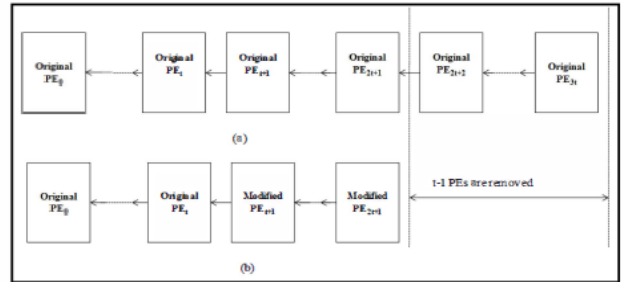 Original PE0
Original PEt
Original PEt+1
Original PE2t+1
Original PE2t+2
Original PE3t
(a)
Original PE0
Original PEt
Modified PEt+1
Modified PE2t+1
t-1 PEs are removed
(b)